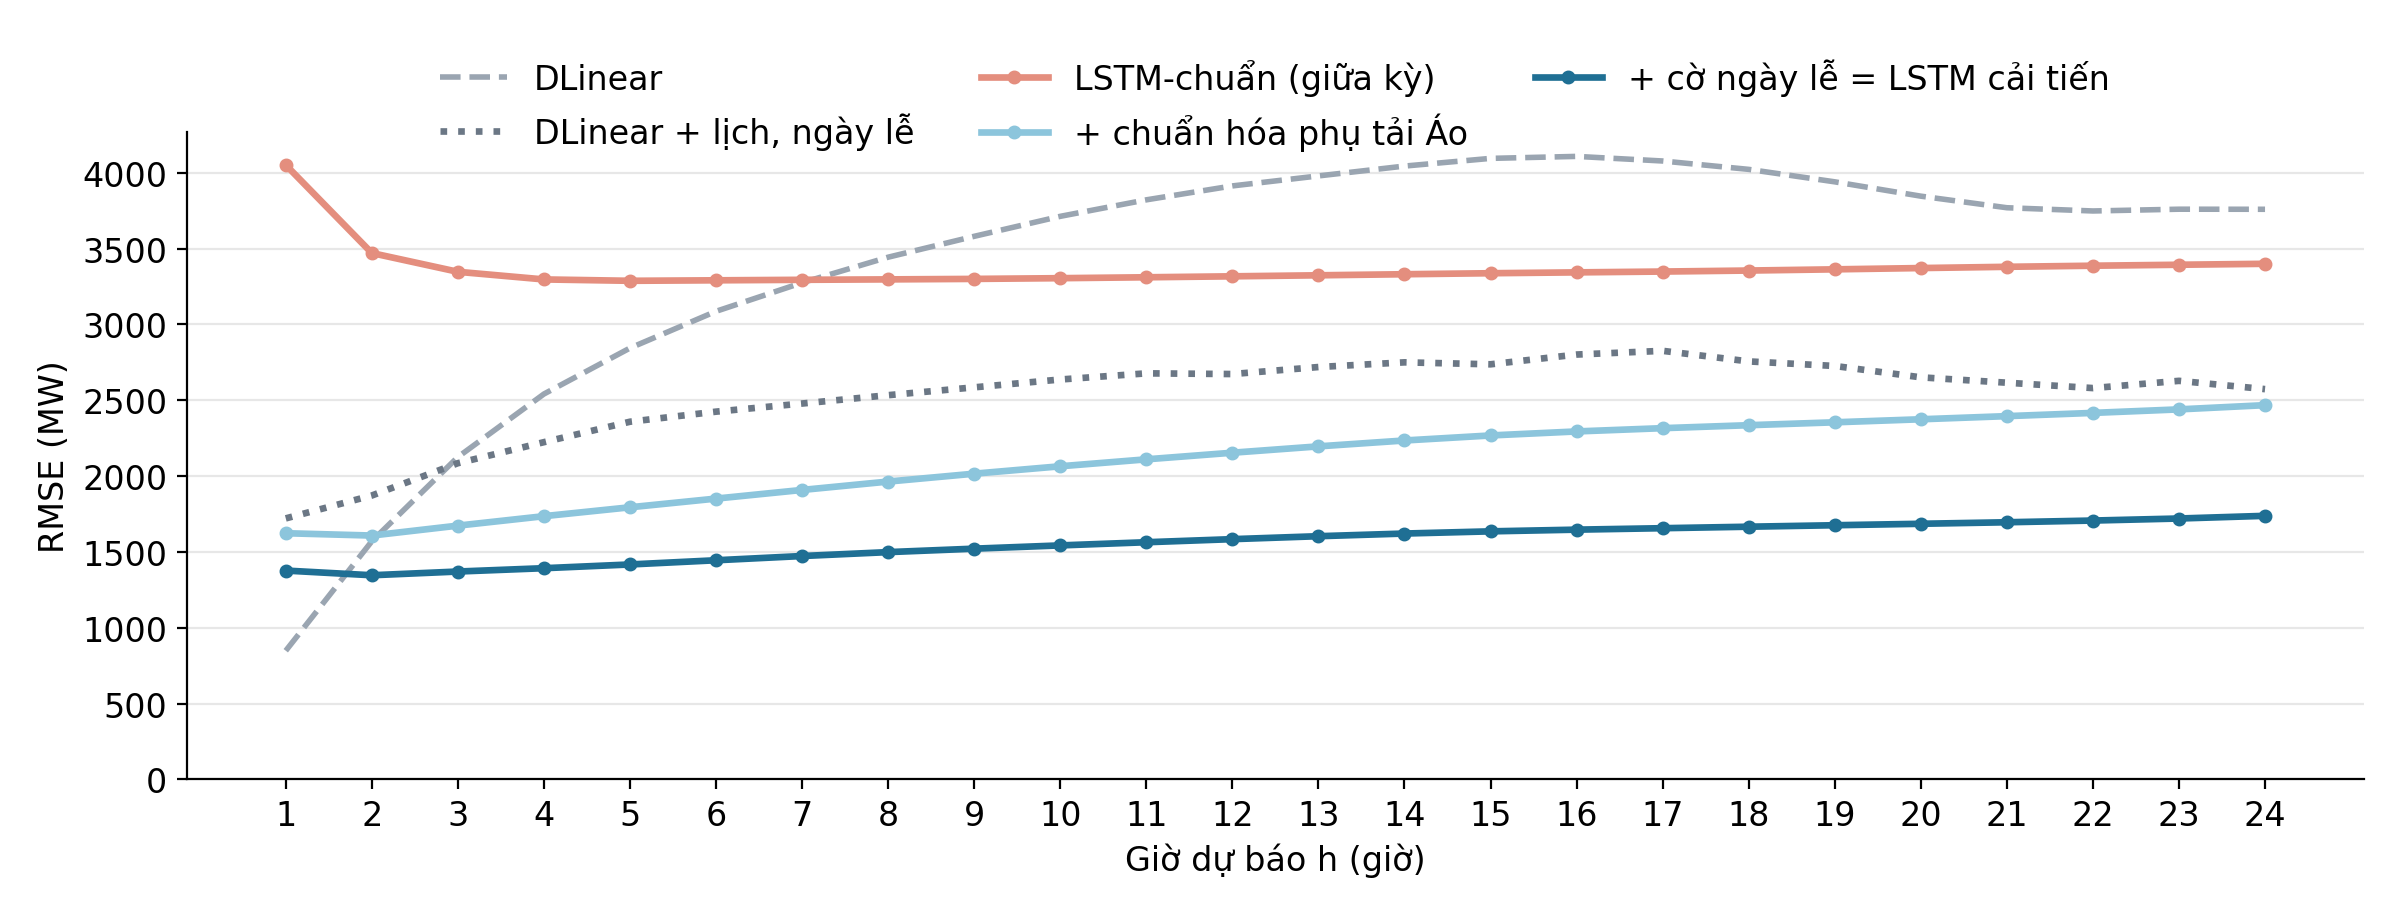 DLinear
DLinear + lịch, ngày lễ
LSTM-chuẩn (giữa kỳ)
+ chuẩn hóa phụ tải Áo
+ cờ ngày lễ = LSTM cải tiến
RMSE (MW)
4000
3500
3000
2500
2000
1500
1000
500
0
1 2 3 4 5 6 7 8 9 10 11 12 13 14 15 16 17 18 19 20 21 22 23 24
Giờ dự báo h (giờ)